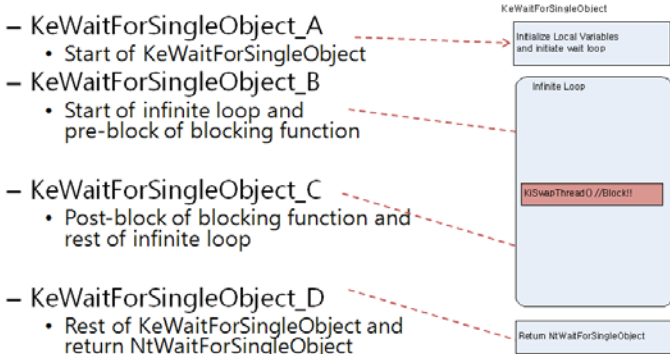 KeWaitForSingleObject
– KeWaitForSingleObject_A
• Start of KeWaitForSingleObject
Initialize Local Variables
and initiate wait loop
– KeWaitForSingleObject_B
• Start of infinite loop and
pre-block of blocking function
Infinite Loop
– KeWaitForSingleObject_C
• Post-block of blocking function and
rest of infinite loop
KiSwapThread() //Block!!
– KeWaitForSingleObject_D
• Rest of KeWaitForSingleObject and
return NtWaitForSingleObject
Return NtWaitForSingleObject